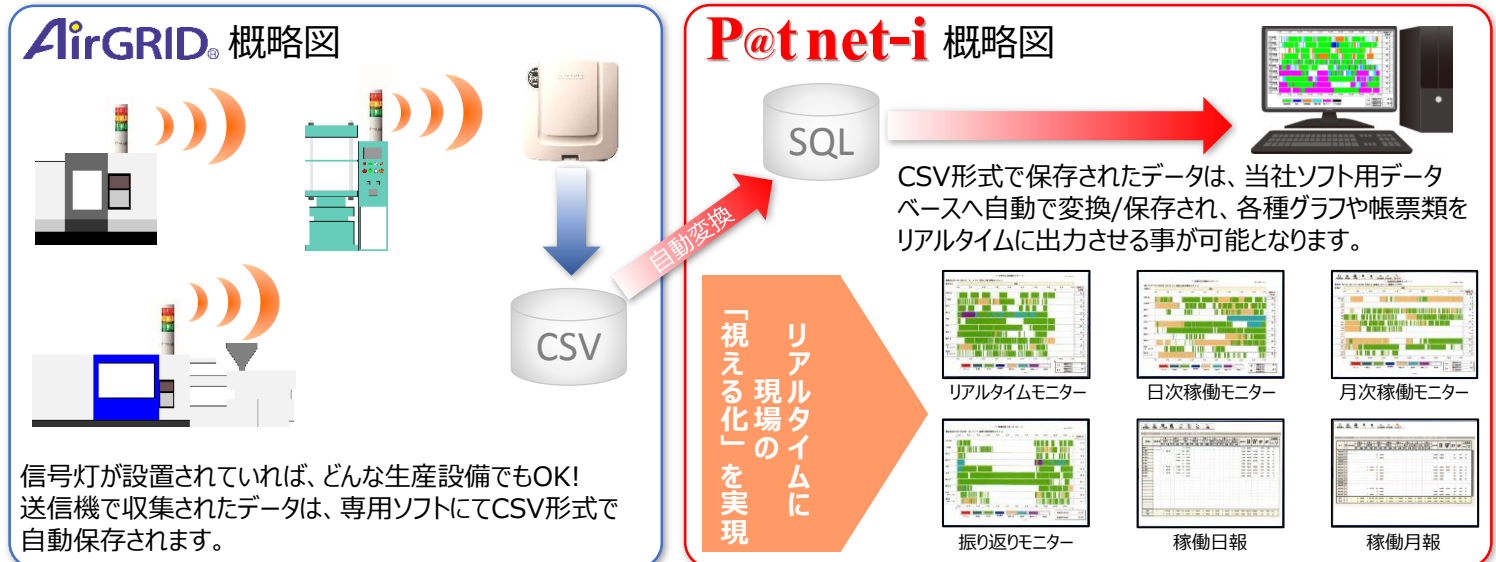 AirGRID® 概略図
信号灯が設置されていれば、どんな生産設備でもOK!
送信機で収集されたデータは、専用ソフトにてCSV形式で
自動保存されます。
CSV
自動変換
P@t net-i 概略図
SQL
CSV形式で保存されたデータは、当社ソフト用データ
ベースへ自動で変換/保存され、各種グラフや帳票類を
リアルタイムに出力させる事が可能となります。
リアルタイムに
現場の
「視える化」を実現
リアルタイムモニター
日次稼働モニター
月次稼働モニター
振り返りモニター
稼働日報
稼働月報